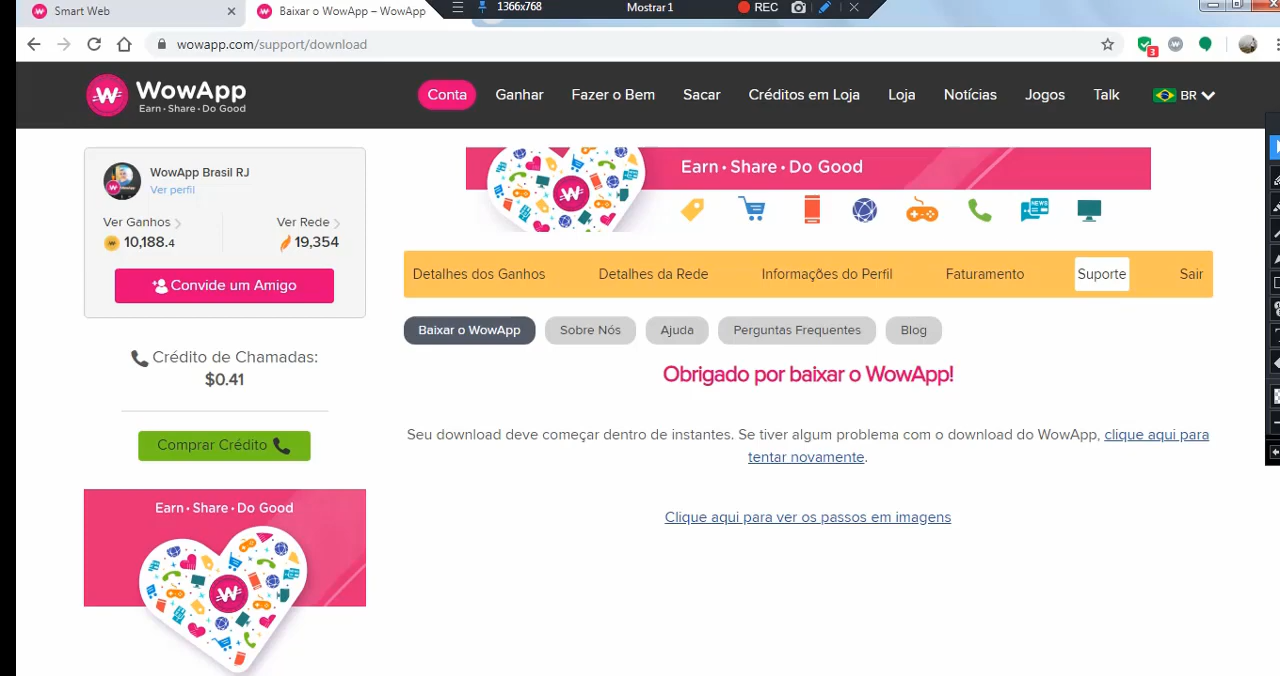 Smart Web
Baixar o WowApp – WowApp
1366x768
Mostrar 1
REC
wowapp.com/support/download
3
WowApp
Earn · Share · Do Good
Conta
Ganhar
Fazer o Bem
Sacar
Créditos em Loja
Loja
Notícias
Jogos
Talk
BR
WowApp Brasil RJ
Ver perfil
Ver Ganhos
Ver Rede
10,188.4
19,354
Convide um Amigo
Crédito de Chamadas:
$0.41
Comprar Crédito
Earn · Share · Do Good
Earn · Share · Do Good
NEWS
Detalhes dos Ganhos
Detalhes da Rede
Informações do Perfil
Faturamento
Suporte
Sair
Baixar o WowApp
Sobre Nós
Ajuda
Perguntas Frequentes
Blog
Obrigado por baixar o WowApp!
Seu download deve começar dentro de instantes. Se tiver algum problema com o download do WowApp, clique aqui para
tentar novamente.
Clique aqui para ver os passos em imagens